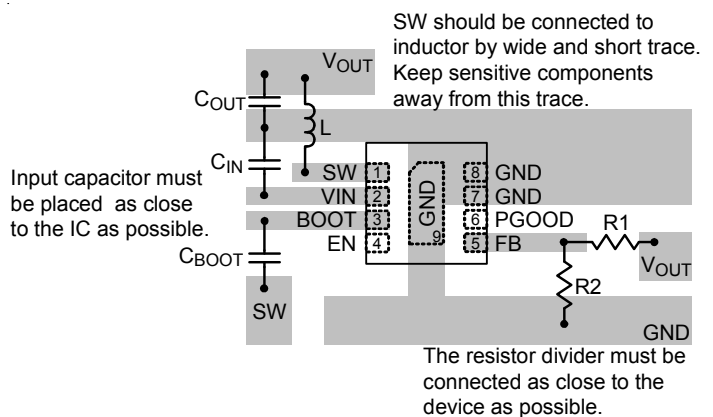 SW should be connected to
inductor by wide and short trace.
Keep sensitive components
away from this trace.
VOUT
COUT
L
CIN
Input capacitor must
be placed as close
to the IC as possible.
SW 1
VIN 2
BOOT 3
EN 4
GND
9
8 GND
7 GND
6 PGOOD
5 FB
R1
VOUT
R2
CBOOT
SW
GND
The resistor divider must be
connected as close to the
device as possible.